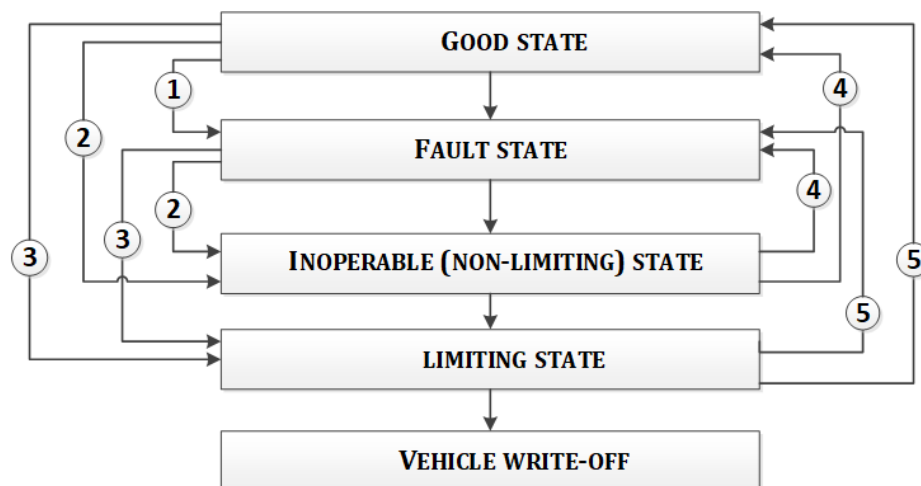 GOOD STATE
1
4
2
FAULT STATE
2
4
3
3
INOPERABLE (NON-LIMITING) STATE
5
5
LIMITING STATE
VEHICLE WRITE-OFF